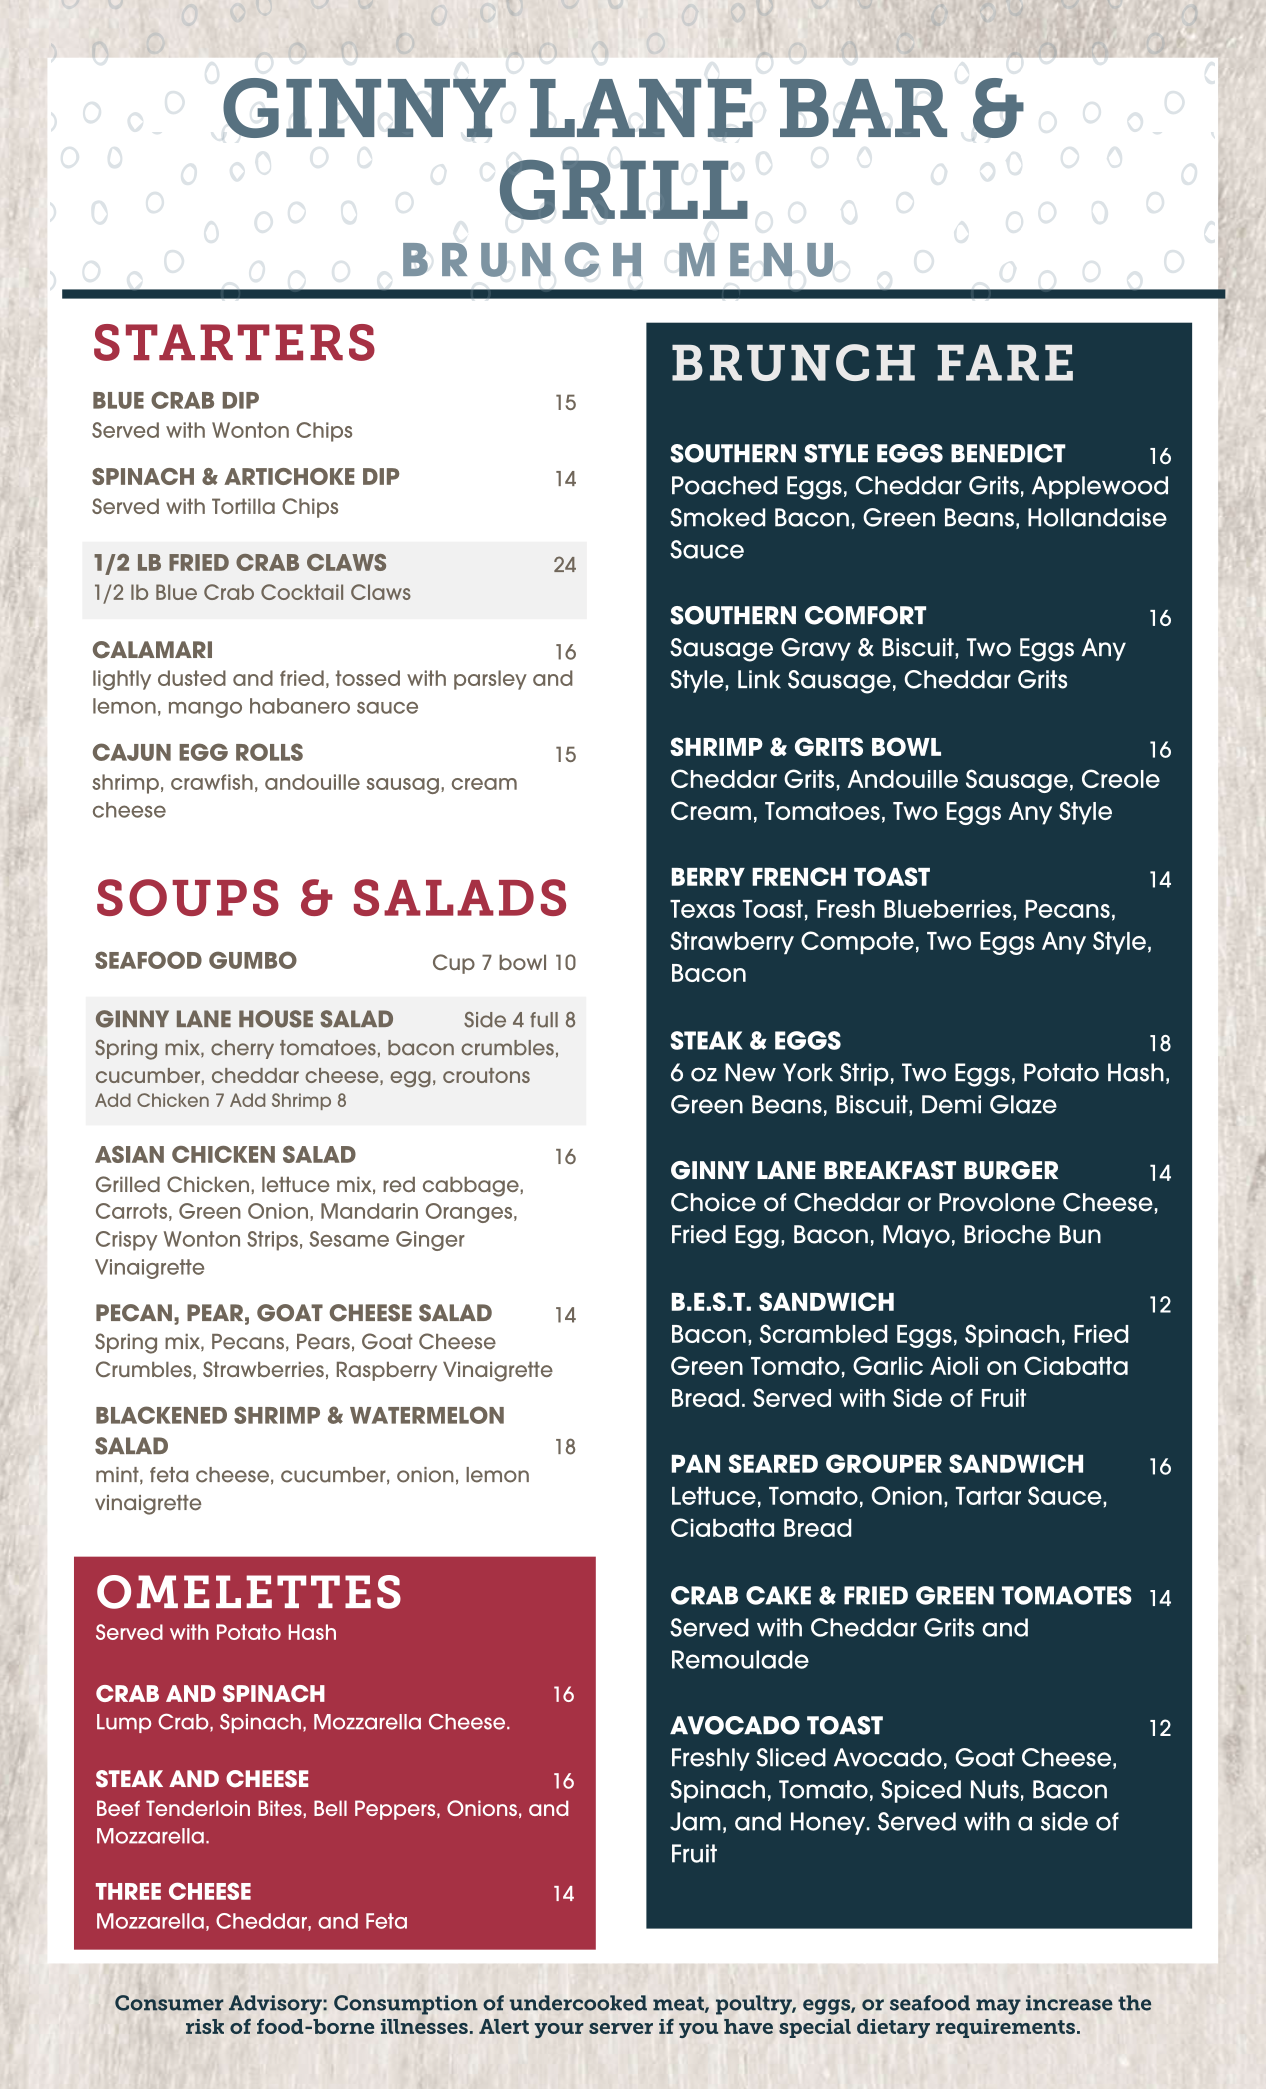 GINNY LANE BAR &
GRILL
BRUNCH MENU
STARTERS
BLUE CRAB DIP 15
Served with Wonton Chips
SPINACH & ARTICHOKE DIP 14
Served with Tortilla Chips
1/2 LB FRIED CRAB CLAWS 24
1/2 lb Blue Crab Cocktail Claws
CALAMARI 16
lightly dusted and fried, tossed with parsley and
lemon, mango habanero sauce
CAJUN EGG ROLLS 15
shrimp, crawfish, andouille sausag, cream
cheese
SOUPS & SALADS
SEAFOOD GUMBO Cup 7 bowl 10
GINNY LANE HOUSE SALAD Side 4 full 8
Spring mix, cherry tomatoes, bacon crumbles,
cucumber, cheddar cheese, egg, croutons
Add Chicken 7 Add Shrimp 8
ASIAN CHICKEN SALAD 16
Grilled Chicken, lettuce mix, red cabbage,
Carrots, Green Onion, Mandarin Oranges,
Crispy Wonton Strips, Sesame Ginger
Vinaigrette
PECAN, PEAR, GOAT CHEESE SALAD 14
Spring mix, Pecans, Pears, Goat Cheese
Crumbles, Strawberries, Raspberry Vinaigrette
BLACKENED SHRIMP & WATERMELON
SALAD 18
mint, feta cheese, cucumber, onion, lemon
vinaigrette
OMELETTES
Served with Potato Hash
CRAB AND SPINACH 16
Lump Crab, Spinach, Mozzarella Cheese.
STEAK AND CHEESE 16
Beef Tenderloin Bites, Bell Peppers, Onions, and
Mozzarella.
THREE CHEESE 14
Mozzarella, Cheddar, and Feta
BRUNCH FARE
SOUTHERN STYLE EGGS BENEDICT 16
Poached Eggs, Cheddar Grits, Applewood
Smoked Bacon, Green Beans, Hollandaise
Sauce
SOUTHERN COMFORT 16
Sausage Gravy & Biscuit, Two Eggs Any
Style, Link Sausage, Cheddar Grits
SHRIMP & GRITS BOWL 16
Cheddar Grits, Andouille Sausage, Creole
Cream, Tomatoes, Two Eggs Any Style
BERRY FRENCH TOAST 14
Texas Toast, Fresh Blueberries, Pecans,
Strawberry Compote, Two Eggs Any Style,
Bacon
STEAK & EGGS 18
6 oz New York Strip, Two Eggs, Potato Hash,
Green Beans, Biscuit, Demi Glaze
GINNY LANE BREAKFAST BURGER 14
Choice of Cheddar or Provolone Cheese,
Fried Egg, Bacon, Mayo, Brioche Bun
B.E.S.T. SANDWICH 12
Bacon, Scrambled Eggs, Spinach, Fried
Green Tomato, Garlic Aioli on Ciabatta
Bread. Served with Side of Fruit
PAN SEARED GROUPER SANDWICH 16
Lettuce, Tomato, Onion, Tartar Sauce,
Ciabatta Bread
CRAB CAKE & FRIED GREEN TOMAOTES 14
Served with Cheddar Grits and
Remoulade
AVOCADO TOAST 12
Freshly Sliced Avocado, Goat Cheese,
Spinach, Tomato, Spiced Nuts, Bacon
Jam, and Honey. Served with a side of
Fruit
Consumer Advisory: Consumption of undercooked meat, poultry, eggs, or seafood may increase the
risk of food-borne illnesses. Alert your server if you have special dietary requirements.